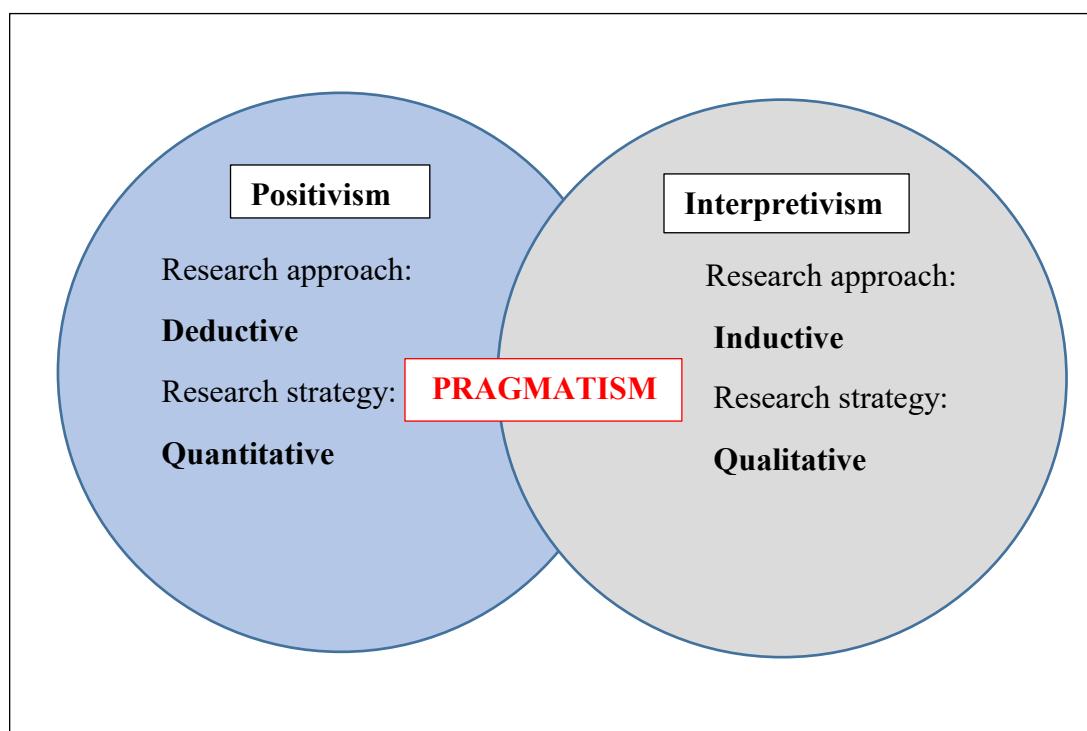 Positivism
Research approach:
Deductive
Research strategy:
Quantitative
PRAGMATISM
Interpretivism
Research approach:
Inductive
Research strategy:
Qualitative